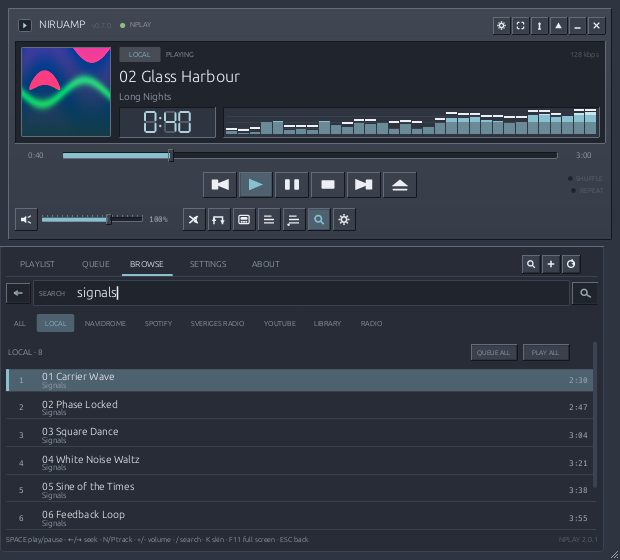 NIRUAMP v0.7.0 NPLAY
LOCAL PLAYING 128 kbps
02 Glass Harbour
Long Nights
0:40
0:40 3:00
SHUFFLE
REPEAT
100%
PLAYLIST QUEUE BROWSE SETTINGS ABOUT
SEARCH signals
ALL LOCAL NAVIDROME SPOTIFY SVERIGES RADIO YOUTUBE LIBRARY RADIO
LOCAL · 8 QUEUE ALL PLAY ALL
1 01 Carrier Wave 2:30
Signals
2 02 Phase Locked 2:47
Signals
3 03 Square Dance 3:04
Signals
4 04 White Noise Waltz 3:21
Signals
5 05 Sine of the Times 3:38
Signals
6 06 Feedback Loop 3:55
Signals
SPACE play/pause · ←/→ seek · N/P track · +/- volume · / search · K skin · F11 full screen · ESC back NPLAY 2.0.1